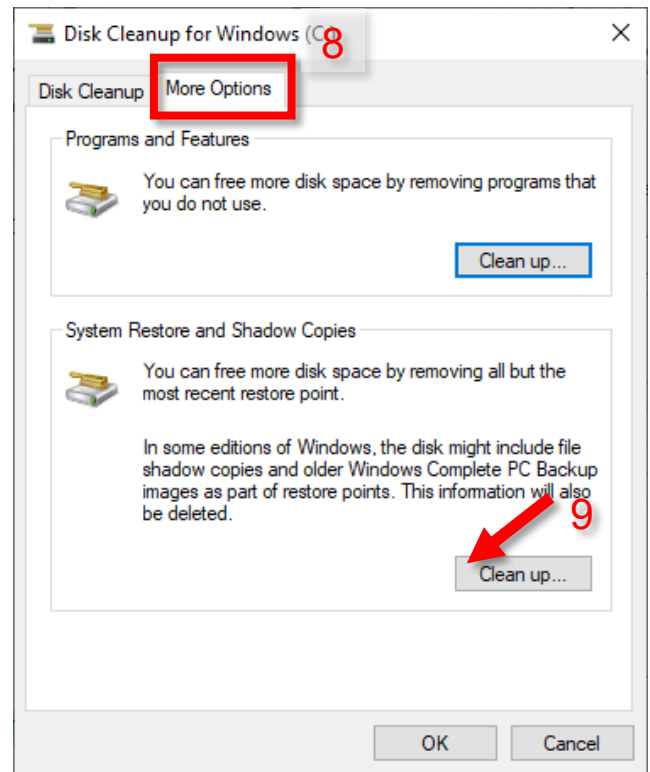 Disk Cleanup for Windows (C:)
8
Disk Cleanup
More Options
Programs and Features
You can free more disk space by removing programs that
you do not use.
Clean up...
System Restore and Shadow Copies
You can free more disk space by removing all but the
most recent restore point.
In some editions of Windows, the disk might include file
shadow copies and older Windows Complete PC Backup
images as part of restore points. This information will also
be deleted.
9
Clean up...
OK
Cancel